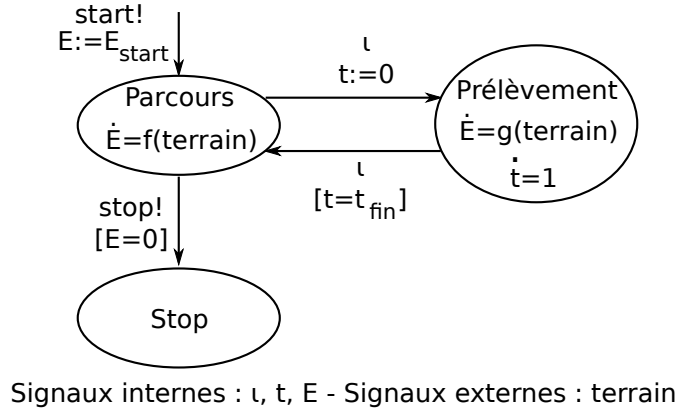 start!
E:=E_start
ι
t:=0
Parcours
Ė=f(terrain)
Prélèvement
Ė=g(terrain)
ṫ=1
ι
[t=t_fin]
stop!
[E=0]
Stop
Signaux internes : ι, t, E - Signaux externes : terrain